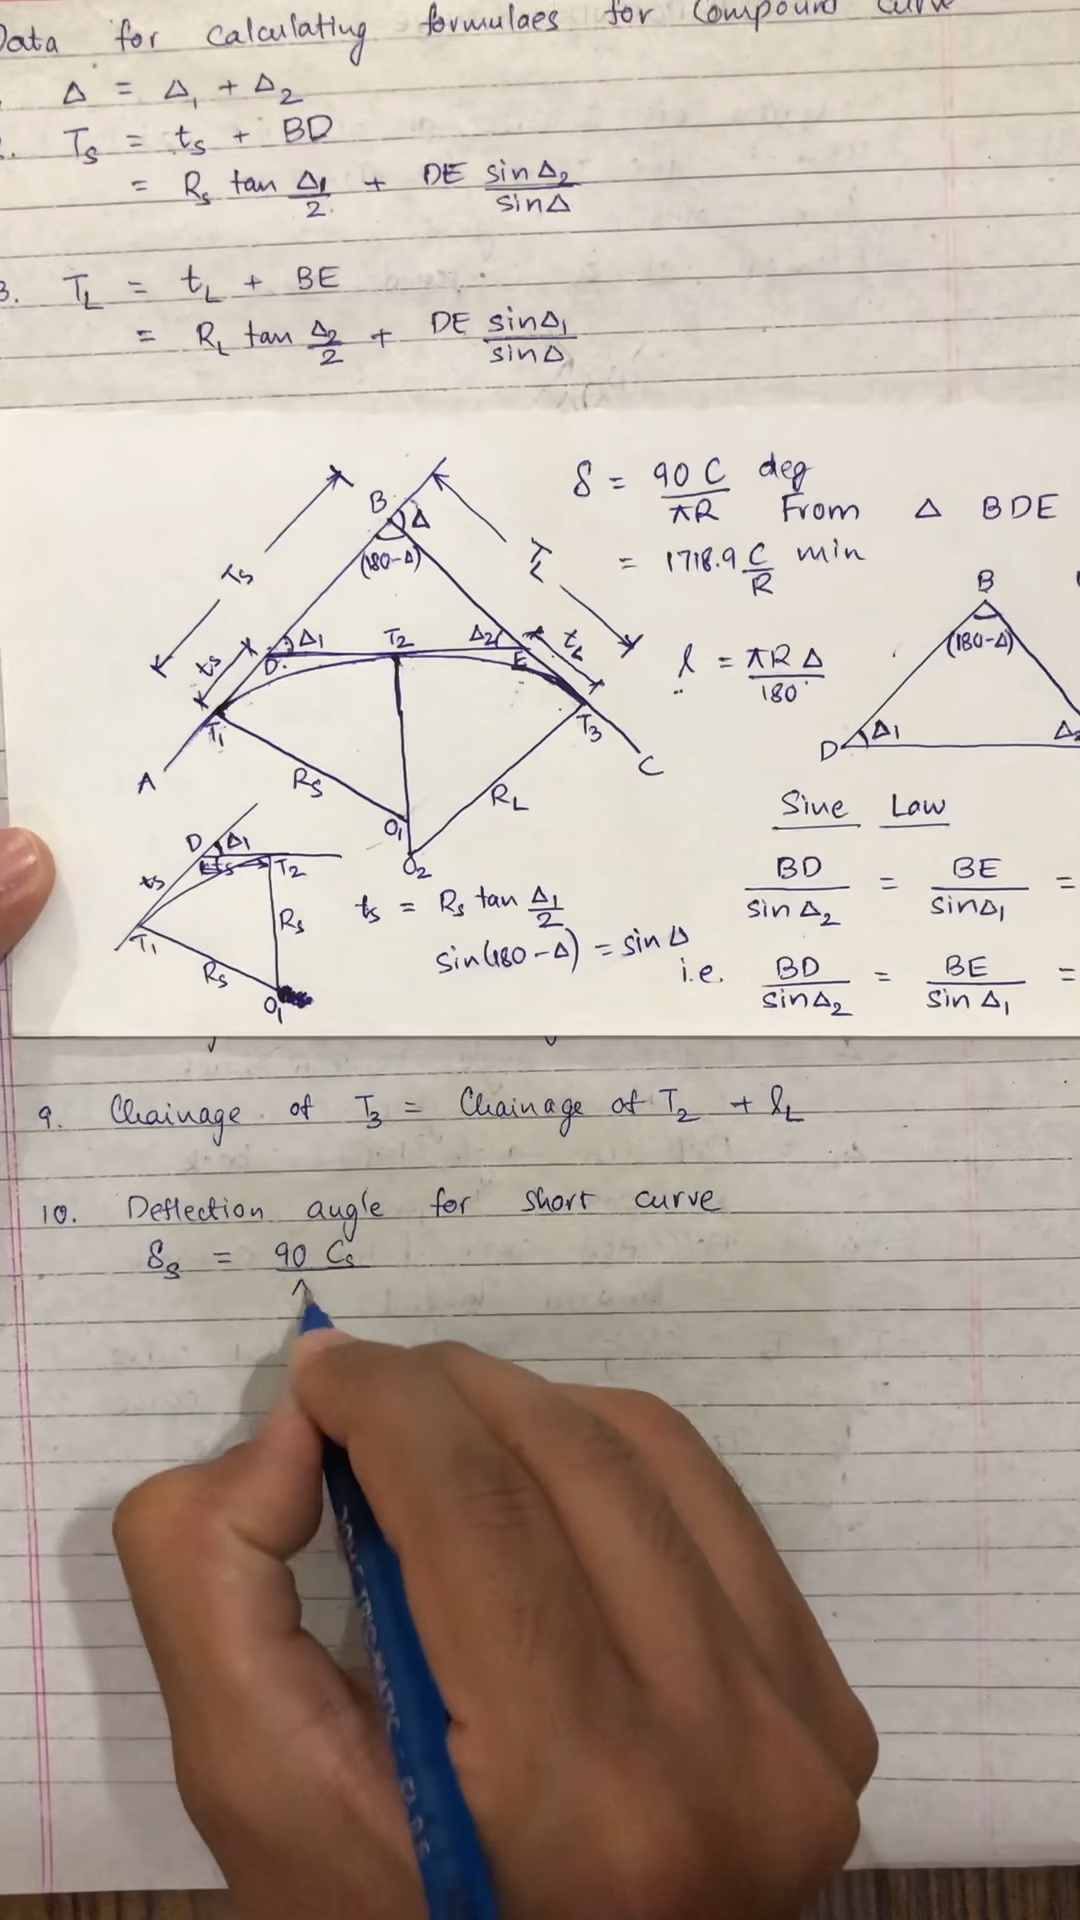 Data for calculating formulaes for Compound Curve
Δ = Δ₁ + Δ₂
2. Ts = ts + BD
= Rs tan Δ₁/2 + DE sinΔ₂/sinΔ
3. TL = tL + BE
= RL tan Δ₂/2 + DE sinΔ₁/sinΔ
δ = 90 C/πR deg
= 1718.9 C/R min
l = πRΔ/180
B
Δ
(180-Δ)
Ts
TL
ts
D
Δ₁
T2
Δ₂
E
tL
T1
T3
A
C
Rs
RL
O1
O2
From Δ BDE
B
(180-Δ)
D
Δ₁
Δ₂
D
Δ₁
ts
ts
T2
T1
Rs
Rs
O1
ts = Rs tan Δ₁/2
sin(180-Δ) = sinΔ
Sine Law
BD/sinΔ₂ = BE/sinΔ₁ =
i.e. BD/sinΔ₂ = BE/sinΔ₁ =
9. Chainage of T3 = Chainage of T2 + lL
10. Deflection angle for short curve
δs = 90 Cs